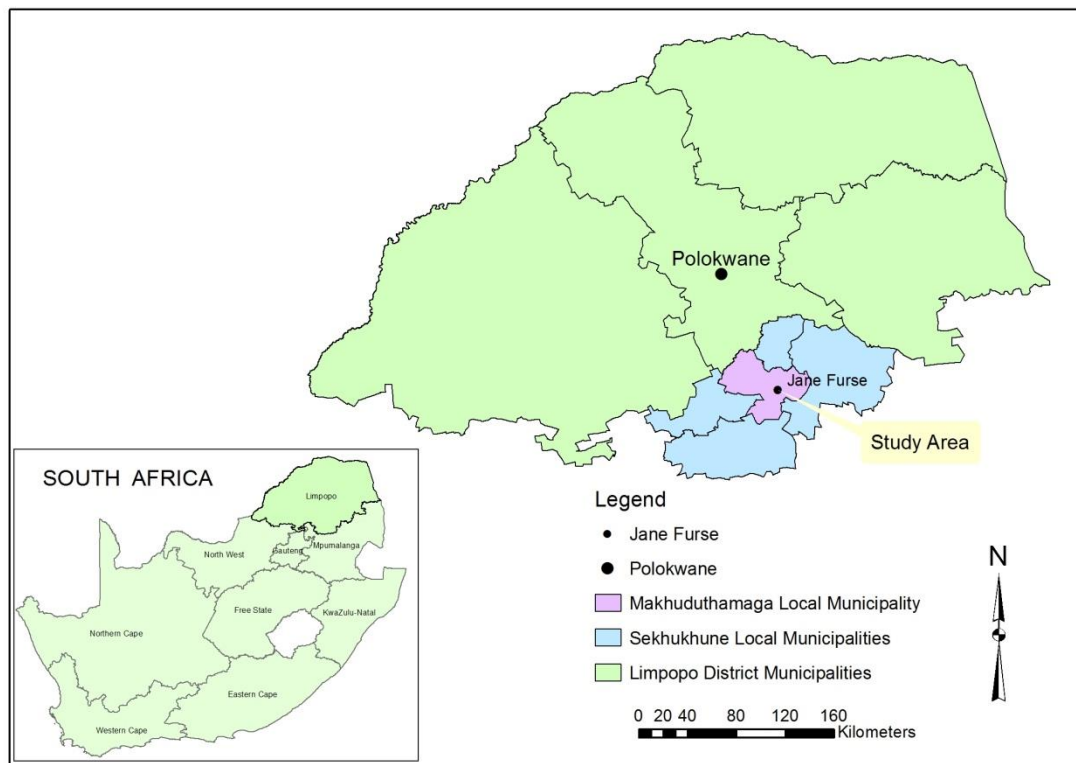 Polokwane
Jane Furse
Study Area
SOUTH AFRICA
Limpopo
North West
Gauteng
Mpumalanga
Free State
KwaZulu-Natal
Northern Cape
Eastern Cape
Western Cape
Legend
Jane Furse
Polokwane
Makhuduthamaga Local Municipality
Sekhukhune Local Municipalities
Limpopo District Municipalities
0 20 40 80 120 160
Kilometers
N